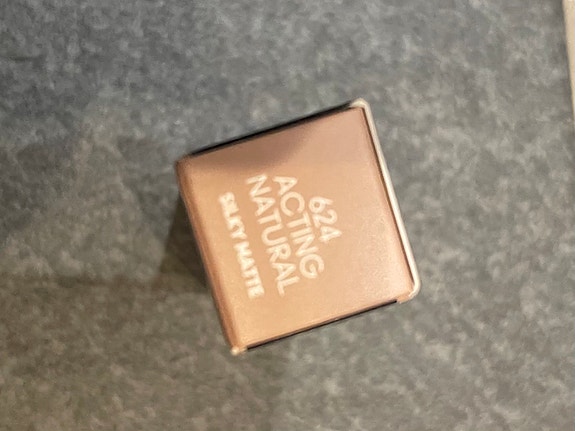 624
ACTING
NATURAL
SILKY MATTE